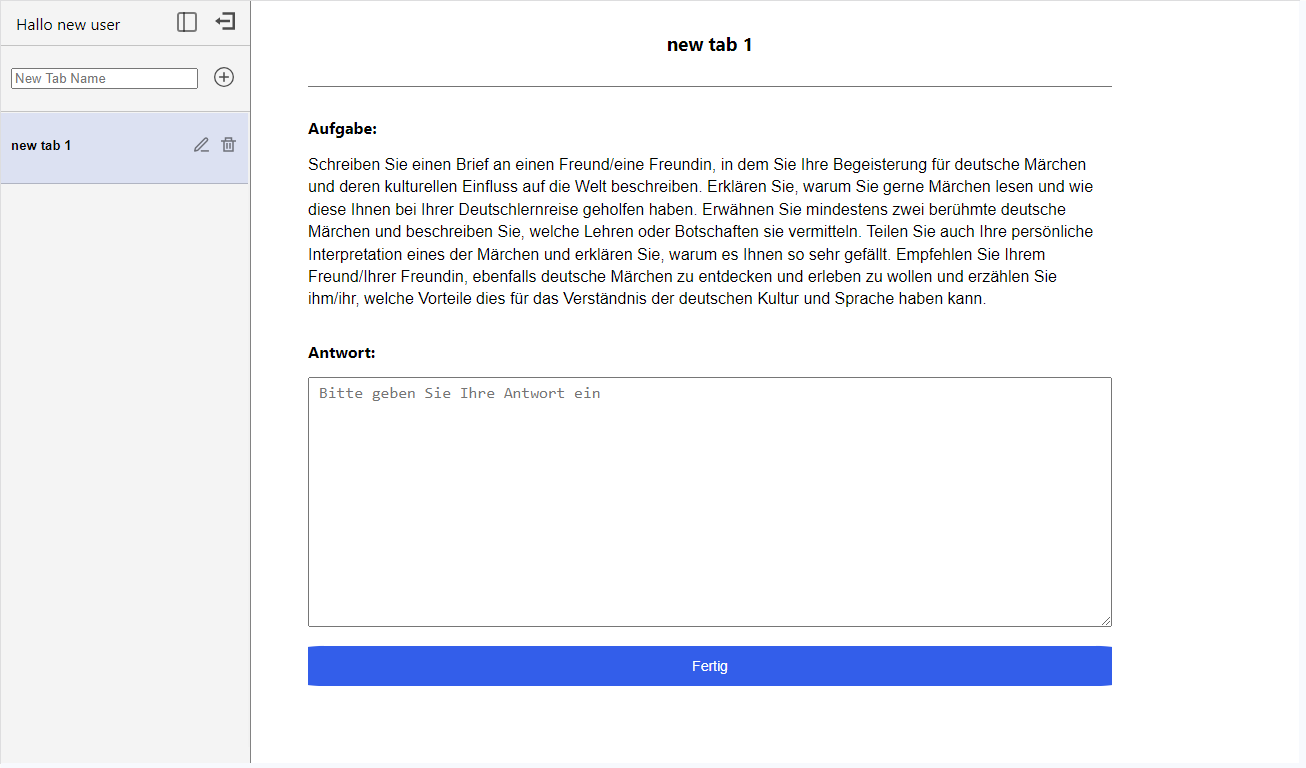 Hallo new user
New Tab Name
new tab 1
new tab 1
Aufgabe:
Schreiben Sie einen Brief an einen Freund/eine Freundin, in dem Sie Ihre Begeisterung für deutsche Märchen
und deren kulturellen Einfluss auf die Welt beschreiben. Erklären Sie, warum Sie gerne Märchen lesen und wie
diese Ihnen bei Ihrer Deutschlernreise geholfen haben. Erwähnen Sie mindestens zwei berühmte deutsche
Märchen und beschreiben Sie, welche Lehren oder Botschaften sie vermitteln. Teilen Sie auch Ihre persönliche
Interpretation eines der Märchen und erklären Sie, warum es Ihnen so sehr gefällt. Empfehlen Sie Ihrem
Freund/Ihrer Freundin, ebenfalls deutsche Märchen zu entdecken und erleben zu wollen und erzählen Sie
ihm/ihr, welche Vorteile dies für das Verständnis der deutschen Kultur und Sprache haben kann.
Antwort:
Bitte geben Sie Ihre Antwort ein
Fertig